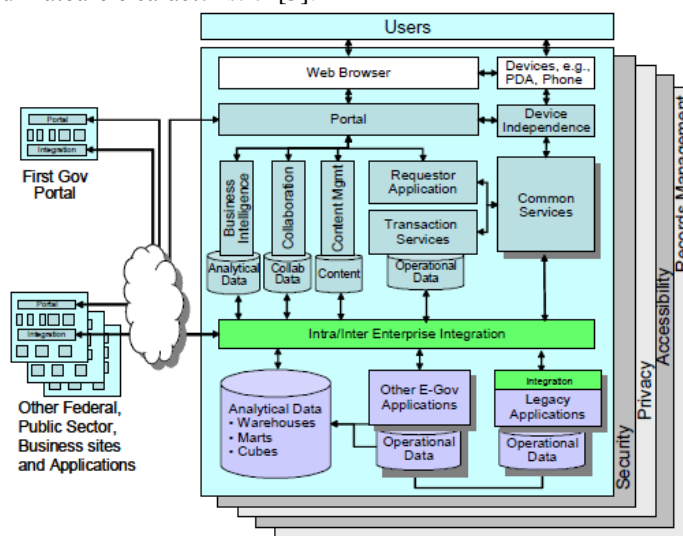 Users
Web Browser
Devices, e.g.,
PDA, Phone
Portal
Device
Independence
Portal
Integration
First Gov
Portal
Business
Intelligence
Collaboration
Content Mgmt
Requestor
Application
Transaction
Services
Common
Services
Analytical
Data
Collab
Data
Content
Operational
Data
Intra/Inter Enterprise Integration
Portal
Integration
Other Federal,
Public Sector,
Business sites
and Applications
Analytical Data
• Warehouses
• Marts
• Cubes
Other E-Gov
Applications
Operational
Data
Integration
Legacy
Applications
Operational
Data
Security
Privacy
Accessibility
Records Management